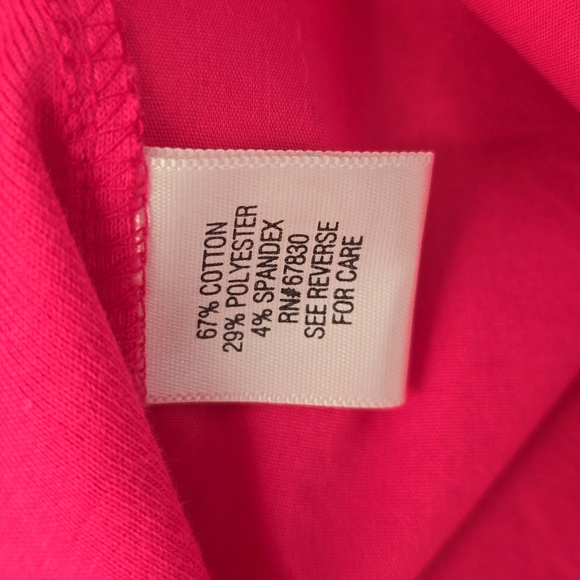 67% COTTON
29% POLYESTER
4% SPANDEX
RN#67830
SEE REVERSE
FOR CARE